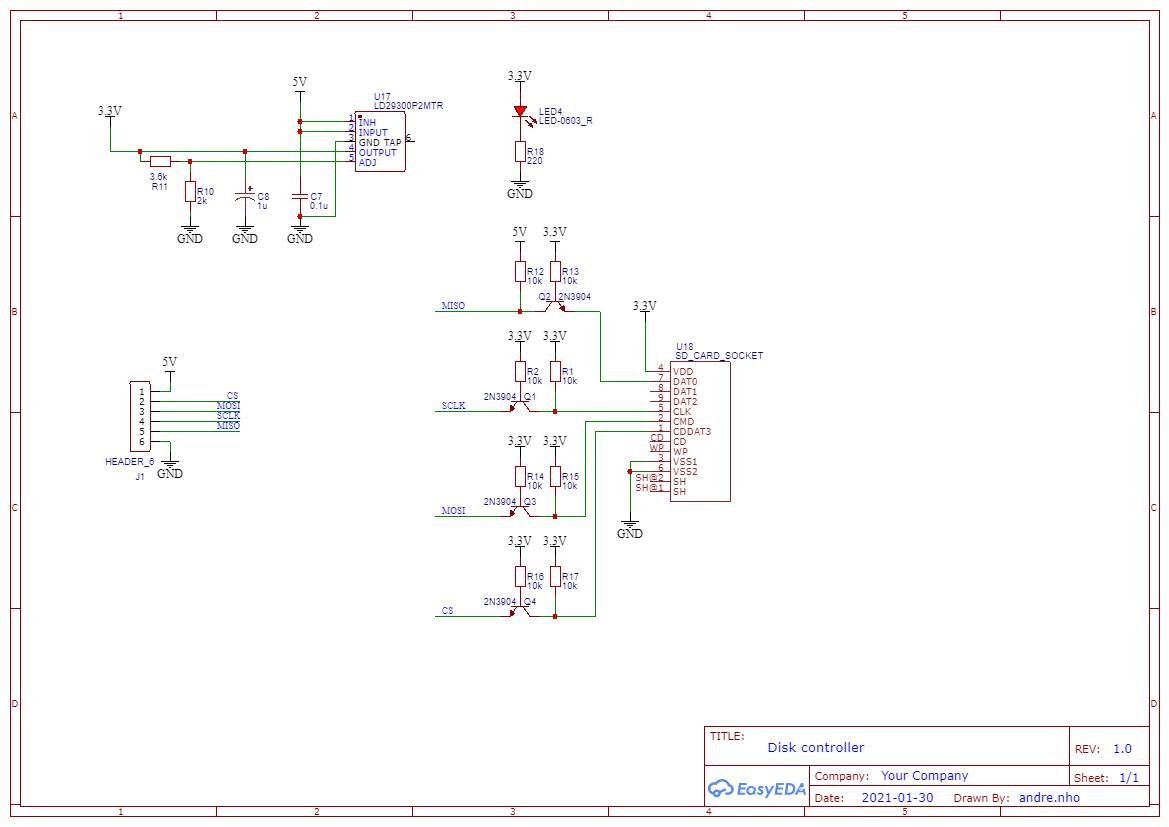 1 2 3 4 5
A A
B B
C C
D D
3.3V
5V
U17
LD29300P2MTR
1 INH
2 INPUT
3 GND TAP 6
4 OUTPUT
5 ADJ
3.6k
R11
R10
2k
C8
1u
C7
0.1u
GND GND GND
3.3V
LED4
LED-0603_R
R18
220
GND
5V 3.3V
R12 R13
10k 10k
Q2 2N3904
MISO
3.3V 3.3V
R2 R1
10k 10k
2N3904 Q1
SCLK
3.3V 3.3V
R14 R15
10k 10k
2N3904 Q3
MOSI
3.3V 3.3V
R16 R17
10k 10k
2N3904 Q4
CS
3.3V
U18
SD_CARD_SOCKET
4 VDD
7 DAT0
8 DAT1
9 DAT2
5 CLK
2 CMD
1 CDDAT3
CD CD
WP WP
3 VSS1
6 VSS2
SH@2 SH
SH@1 SH
GND
5V
1
2 CS
3 MOSI
4 SCLK
5 MISO
6
HEADER_6
J1
GND
TITLE:
Disk controller
REV: 1.0
EasyEDA
Company: Your Company
Sheet: 1/1
Date: 2021-01-30 Drawn By: andre.nho
1 2 3 4 5